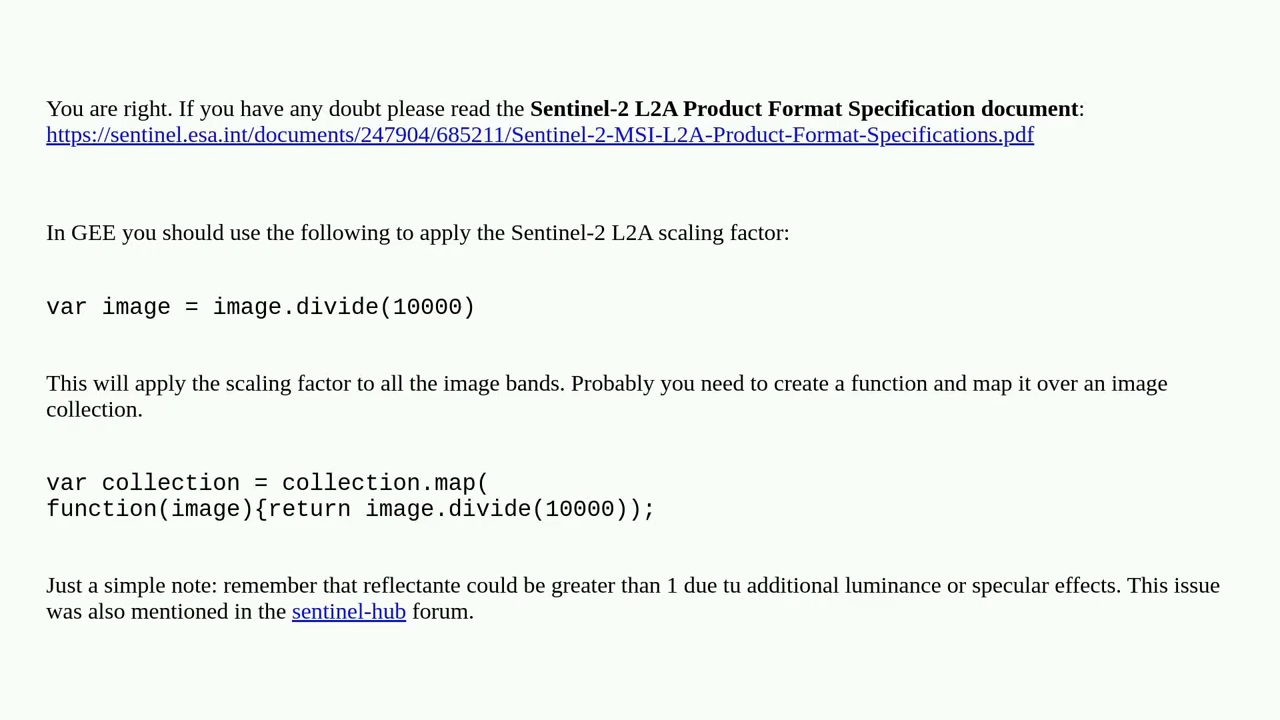 You are right. If you have any doubt please read the Sentinel-2 L2A Product Format Specification document:
https://sentinel.esa.int/documents/247904/685211/Sentinel-2-MSI-L2A-Product-Format-Specifications.pdf
In GEE you should use the following to apply the Sentinel-2 L2A scaling factor:
var image = image.divide(10000)
This will apply the scaling factor to all the image bands. Probably you need to create a function and map it over an image
collection.
var collection = collection.map(
function(image){return image.divide(10000));
Just a simple note: remember that reflectante could be greater than 1 due tu additional luminance or specular effects. This issue
was also mentioned in the sentinel-hub forum.